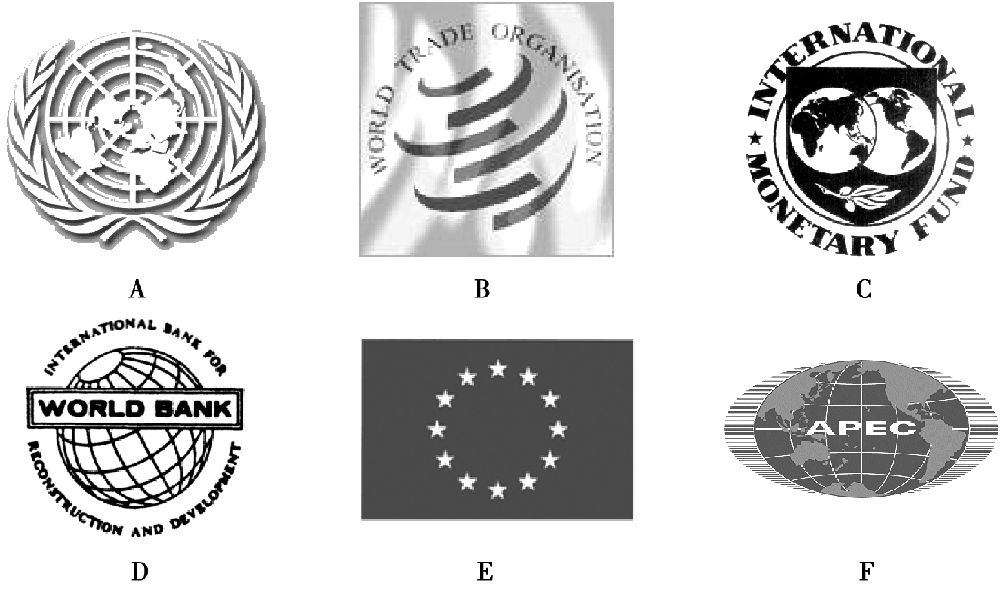 WORLD TRADE ORGANISATION
INTERNATIONAL
MONETARY FUND
A
B
C
INTERNATIONAL BANK FOR
WORLD BANK
RECONSTRUCTION AND DEVELOPMENT
APEC
D
E
F